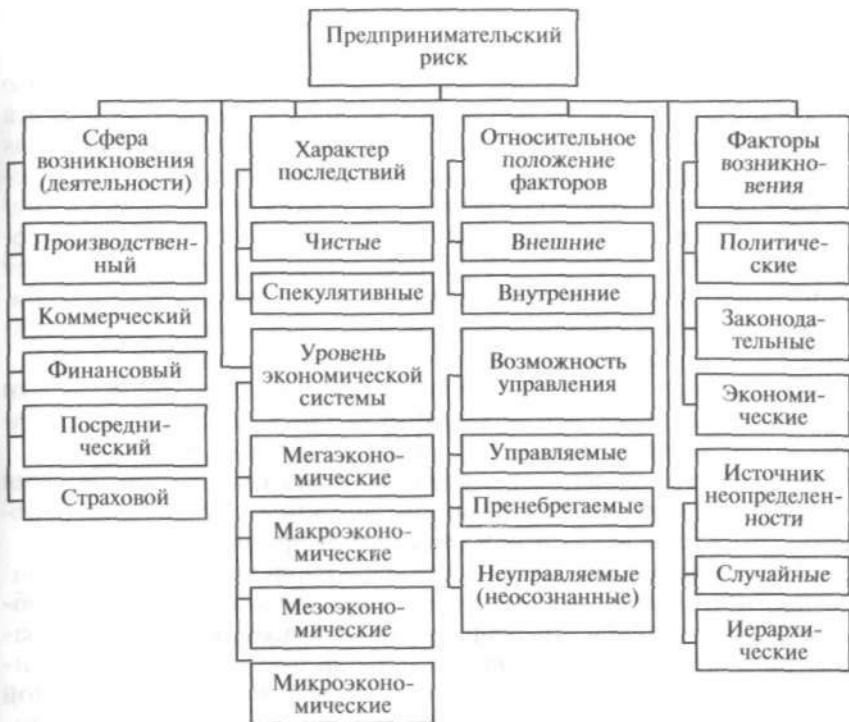 Предпринимательский
риск
Сфера
возникновения
(деятельности)
Производствен-
ный
Коммерческий
Финансовый
Посредни-
ческий
Страховой
Характер
последствий
Чистые
Спекулятивные
Уровень
экономической
системы
Мегаэконо-
мические
Макроэконо-
мические
Мезоэконо-
мические
Микроэконо-
мические
Относительное
положение
факторов
Внешние
Внутренние
Возможность
управления
Управляемые
Пренебрегаемые
Неуправляемые
(неосознанные)
Факторы
возникно-
вения
Политиче-
ские
Законода-
тельные
Экономи-
ческие
Источник
неопределен-
ности
Случайные
Иерархи-
ческие